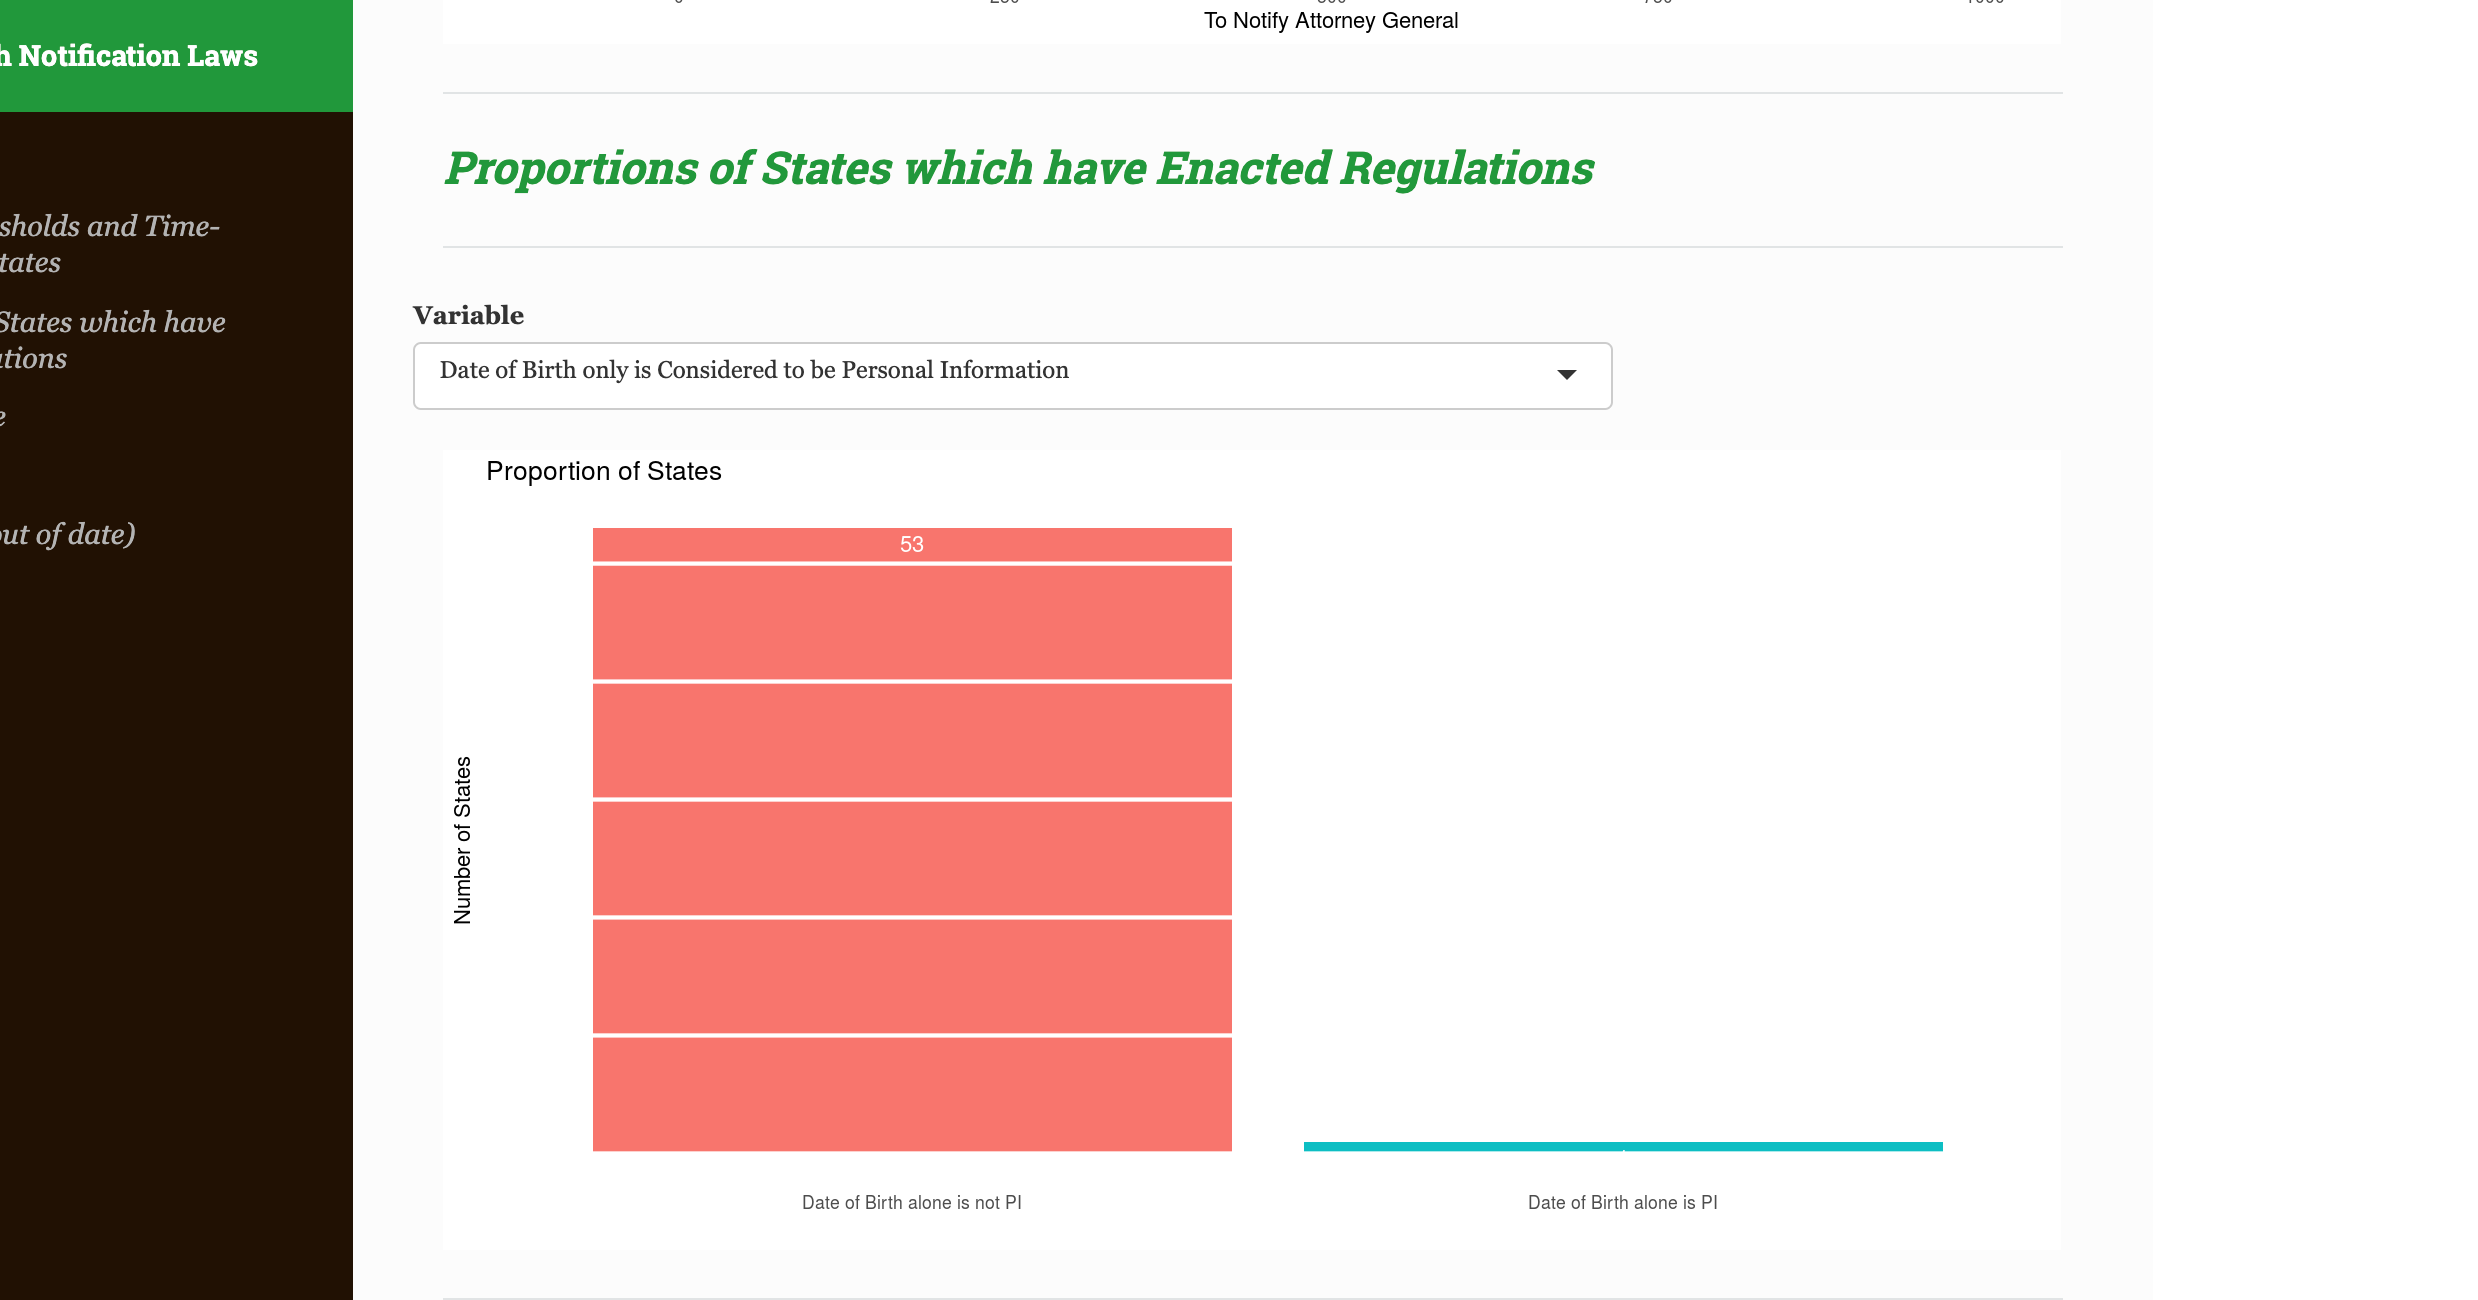 h Notification Laws
sholds and Time-
tates
States which have
tions
e
out of date)
To Notify Attorney General
Proportions of States which have Enacted Regulations
Variable
Date of Birth only is Considered to be Personal Information
Proportion of States
53
Number of States
Date of Birth alone is not PI
Date of Birth alone is PI